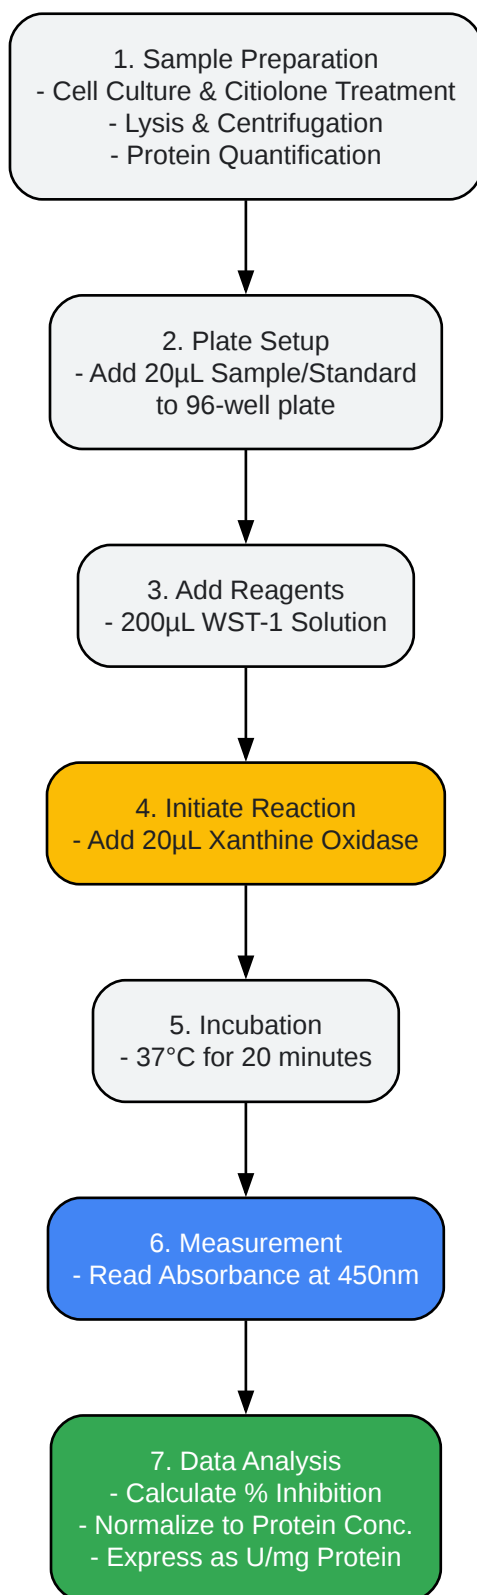 1. Sample Preparation
- Cell Culture & Citiolone Treatment
- Lysis & Centrifugation
- Protein Quantification
2. Plate Setup
- Add 20µL Sample/Standard
to 96-well plate
3. Add Reagents
- 200µL WST-1 Solution
4. Initiate Reaction
- Add 20µL Xanthine Oxidase
5. Incubation
- 37°C for 20 minutes
6. Measurement
- Read Absorbance at 450nm
7. Data Analysis
- Calculate % Inhibition
- Normalize to Protein Conc.
- Express as U/mg Protein